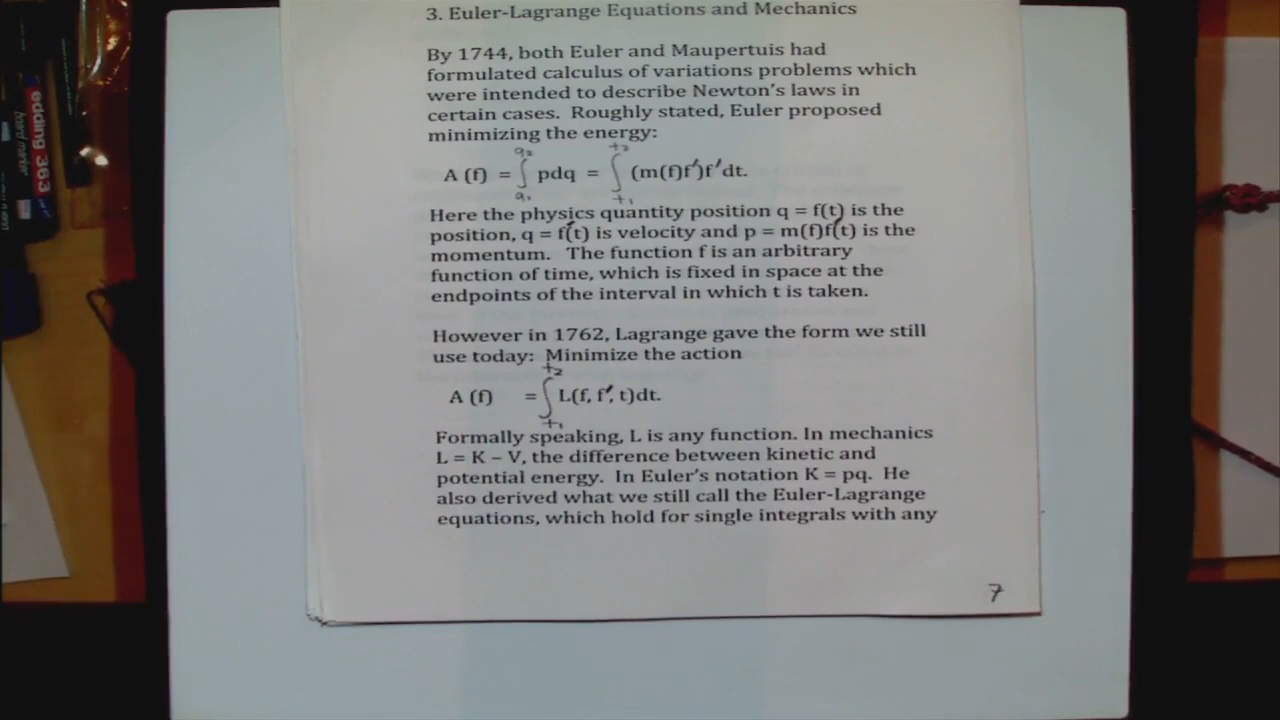 3. Euler-Lagrange Equations and Mechanics
By 1744, both Euler and Maupertuis had
formulated calculus of variations problems which
were intended to describe Newton's laws in
certain cases. Roughly stated, Euler proposed
minimizing the energy:
A (f) = ∫ pdq = ∫ (m(f)f')f'dt.
Here the physics quantity position q = f(t) is the
position, q = f'(t) is velocity and p = m(f)f'(t) is the
momentum. The function f is an arbitrary
function of time, which is fixed in space at the
endpoints of the interval in which t is taken.
However in 1762, Lagrange gave the form we still
use today: Minimize the action
t₂
A (f) = ∫ L(f, f', t)dt.
t₁
Formally speaking, L is any function. In mechanics
L = K – V, the difference between kinetic and
potential energy. In Euler's notation K = pq. He
also derived what we still call the Euler-Lagrange
equations, which hold for single integrals with any
7
edding 363
board marker